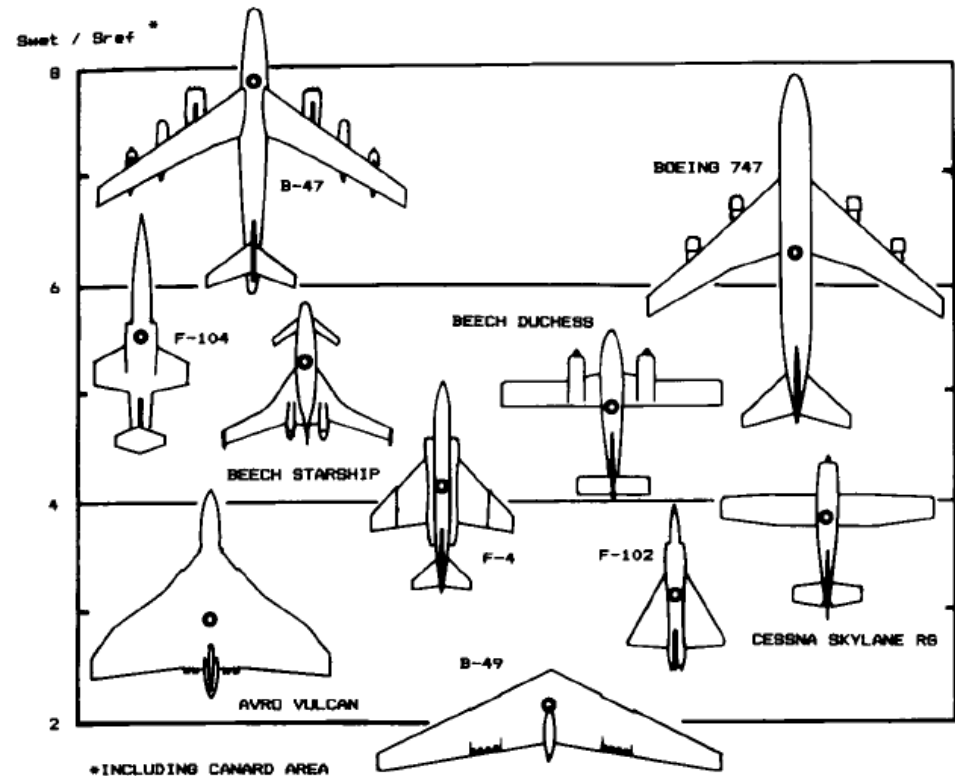 Swet / Sref *
8
BOEING 747
B-47
6
BEECH DUCHESS
F-104
BEECH STARSHIP
4
F-4
F-102
CESSNA SKYLANE RG
B-49
AVRO VULCAN
2
*INCLUDING CANARD AREA